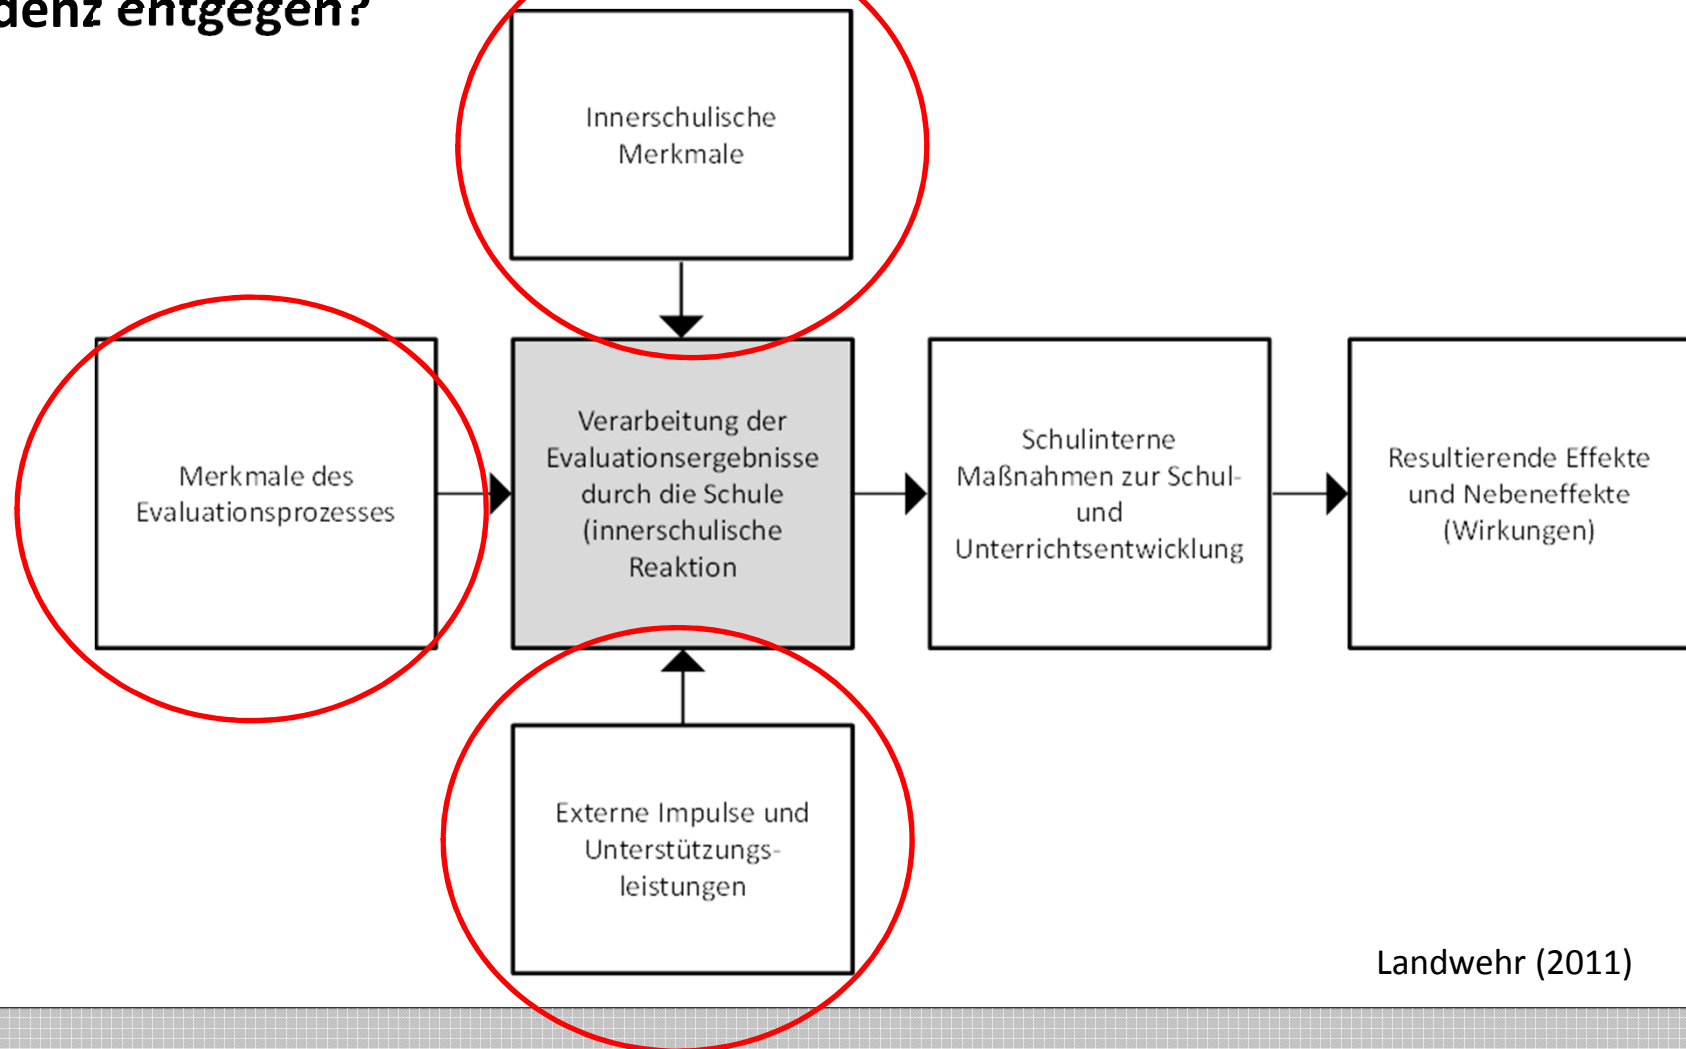 entgegen?
Innerschulische
Merkmale
Merkmale des
Evaluationsprozesses
Verarbeitung der
Evaluationsergebnisse
durch die Schule
(innerschulische
Reaktion
Schulinterne
Maßnahmen zur Schul-
und
Unterrichtsentwicklung
Resultierende Effekte
und Nebeneffekte
(Wirkungen)
Externe Impulse und
Unterstützungs-
leistungen
Landwehr (2011)